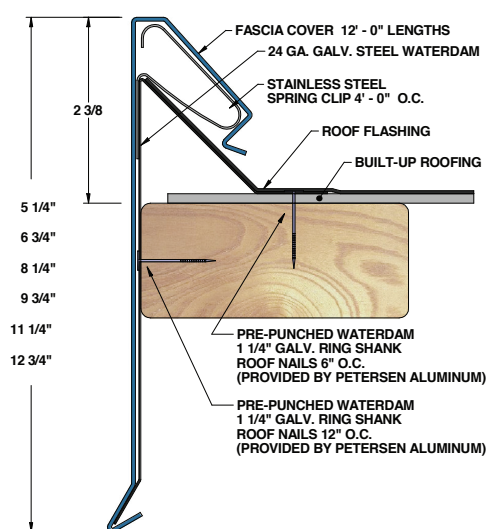 FASCIA COVER 12' - 0" LENGTHS
24 GA. GALV. STEEL WATERDAM
STAINLESS STEEL
SPRING CLIP 4' - 0" O.C.
2 3/8
ROOF FLASHING
BUILT-UP ROOFING
5 1/4"
6 3/4"
8 1/4"
9 3/4"
11 1/4"
12 3/4"
PRE-PUNCHED WATERDAM
1 1/4" GALV. RING SHANK
ROOF NAILS 6" O.C.
(PROVIDED BY PETERSEN ALUMINUM)
PRE-PUNCHED WATERDAM
1 1/4" GALV. RING SHANK
ROOF NAILS 12" O.C.
(PROVIDED BY PETERSEN ALUMINUM)